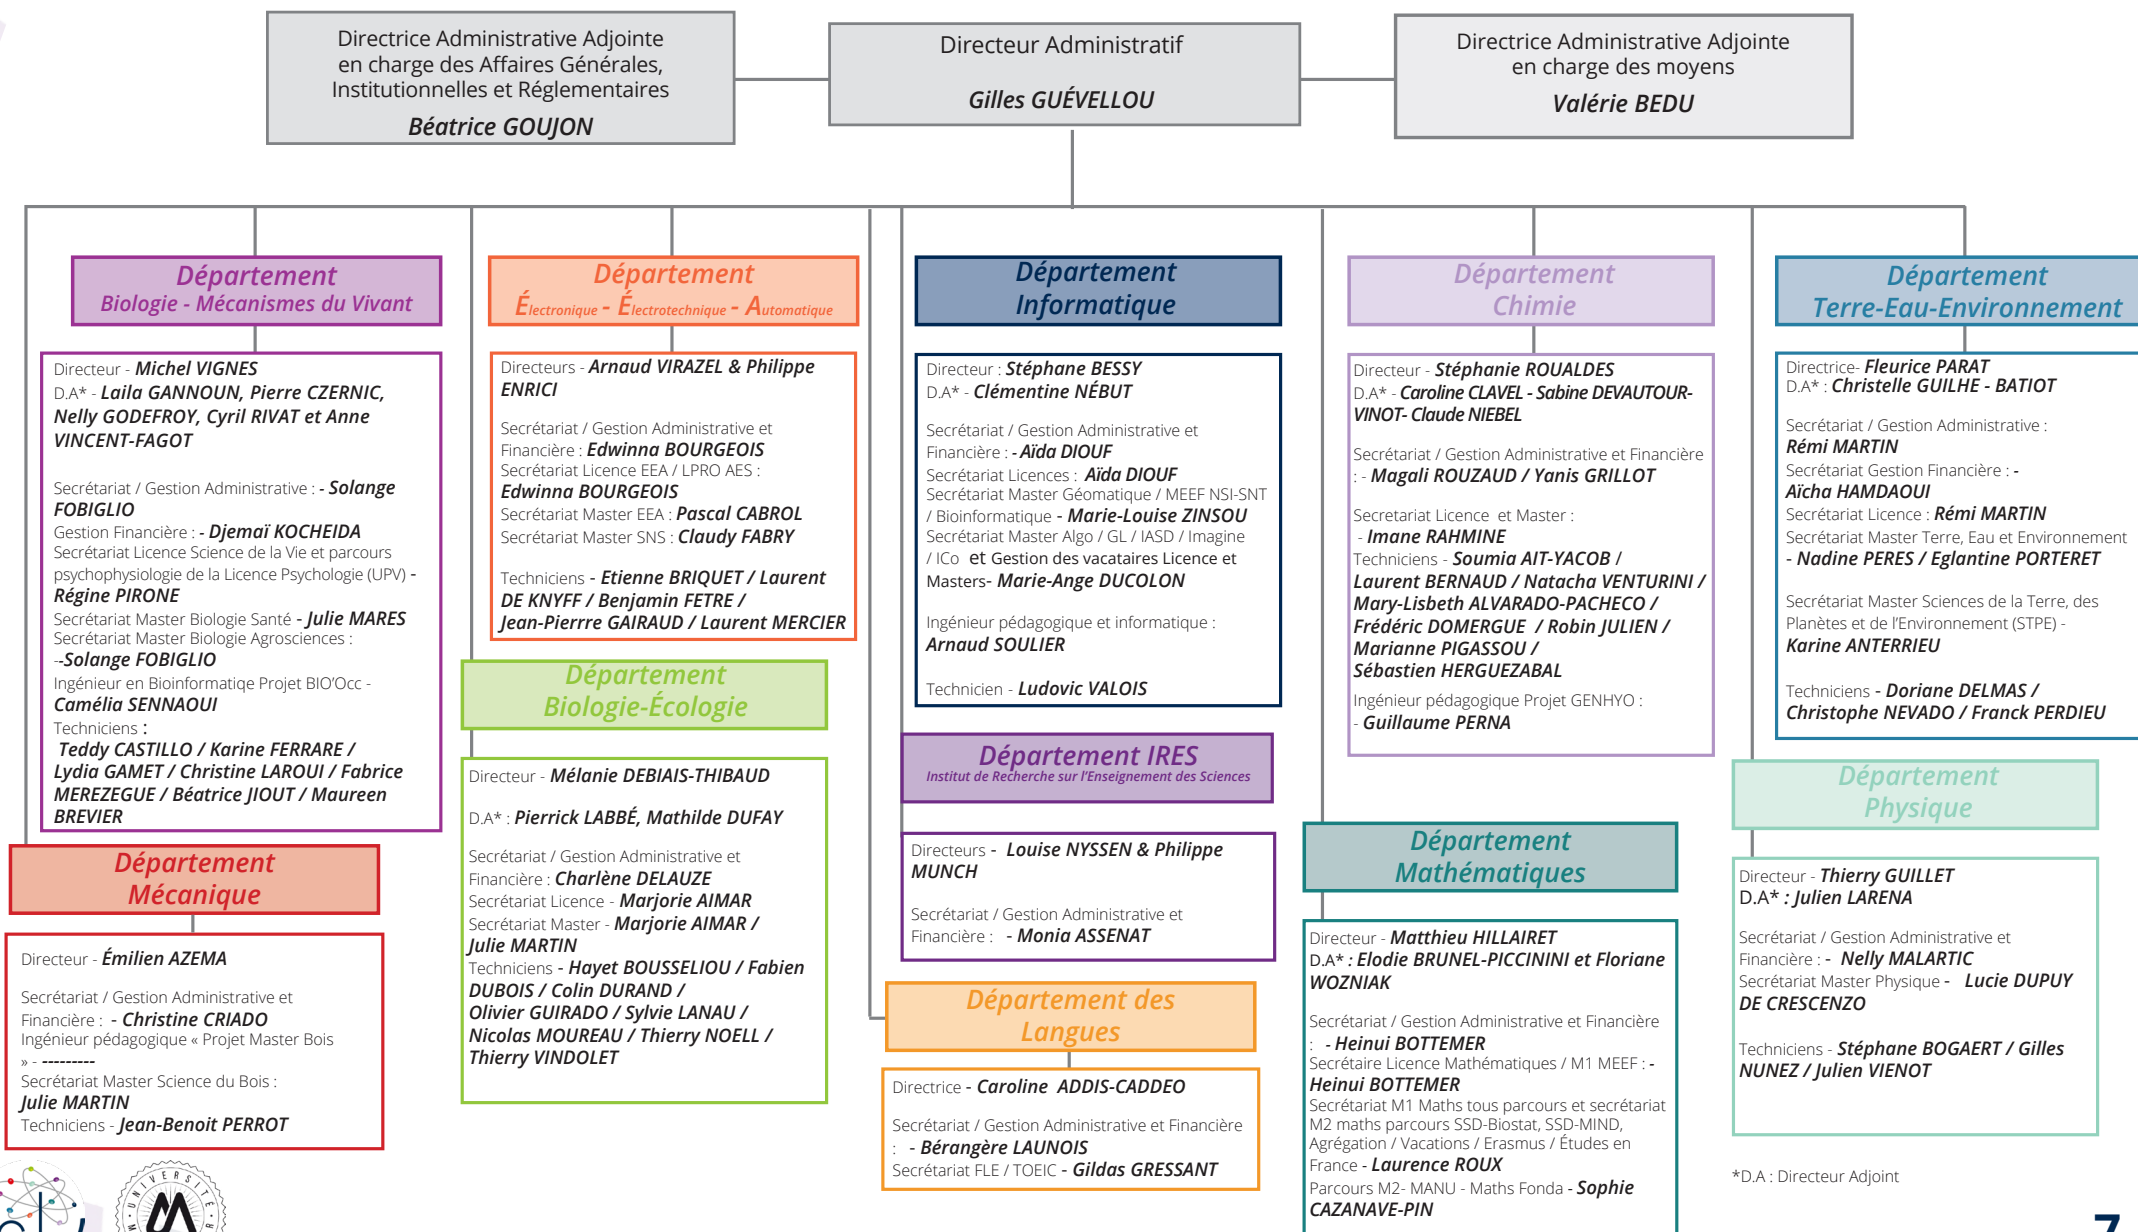 Directrice Administrative Adjointe
en charge des Affaires Générales,
Institutionnelles et Réglementaires
Béatrice GOUJON
Directeur Administratif
Gilles GUÉVELLOU
Directrice Administrative Adjointe
en charge des moyens
Valérie BEDU
Département
Biologie - Mécanismes du Vivant
Directeur - Michel VIGNES
D.A* - Laila GANNOUN, Pierre CZERNIC,
Nelly GODEFROY, Cyril RIVAT et Anne
VINCENT-FAGOT
Secrétariat / Gestion Administrative : - Solange
FOBIGLIO
Gestion Financière : - Djemaï KOCHEIDA
Secrétariat Licence Science de la Vie et parcours
psychophysiologie de la Licence Psychologie (UPV) -
Régine PIRONE
Secrétariat Master Biologie Santé - Julie MARES
Secrétariat Master Biologie Agrosciences :
--Solange FOBIGLIO
Ingénieur en Bioinformatiqe Projet BIO'Occ -
Camélia SENNAOUI
Techniciens :
Teddy CASTILLO / Karine FERRARE /
Lydia GAMET / Christine LAROUI / Fabrice
MEREZEGUE / Béatrice JIOUT / Maureen
BREVIER
Département
Mécanique
Directeur - Émilien AZEMA
Secrétariat / Gestion Administrative et
Financière : - Christine CRIADO
Ingénieur pédagogique « Projet Master Bois
» - ---------
Secrétariat Master Science du Bois :
Julie MARTIN
Techniciens - Jean-Benoit PERROT
Département
Électronique - Électrotechnique - Automatique
Directeurs - Arnaud VIRAZEL & Philippe
ENRICI
Secrétariat / Gestion Administrative et
Financière : Edwinna BOURGEOIS
Secrétariat Licence EEA / LPRO AES :
Edwinna BOURGEOIS
Secrétariat Master EEA : Pascal CABROL
Secrétariat Master SNS : Claudy FABRY
Techniciens - Etienne BRIQUET / Laurent
DE KNYFF / Benjamin FETRE /
Jean-Pierrre GAIRAUD / Laurent MERCIER
Département
Biologie-Écologie
Directeur - Mélanie DEBIAIS-THIBAUD
D.A* : Pierrick LABBÉ, Mathilde DUFAY
Secrétariat / Gestion Administrative et
Financière : Charlène DELAUZE
Secrétariat Licence - Marjorie AIMAR
Secrétariat Master - Marjorie AIMAR /
Julie MARTIN
Techniciens - Hayet BOUSSELIOU / Fabien
DUBOIS / Colin DURAND /
Olivier GUIRADO / Sylvie LANAU /
Nicolas MOUREAU / Thierry NOELL /
Thierry VINDOLET
Département
Informatique
Directeur : Stéphane BESSY
D.A* - Clémentine NÉBUT
Secrétariat / Gestion Administrative et
Financière : - Aïda DIOUF
Secrétariat Licences : Aïda DIOUF
Secrétariat Master Géomatique / MEEF NSI-SNT
/ Bioinformatique - Marie-Louise ZINSOU
Secrétariat Master Algo / GL / IASD / Imagine
/ ICo et Gestion des vacataires Licence et
Masters- Marie-Ange DUCOLON
Ingénieur pédagogique et informatique :
Arnaud SOULIER
Technicien - Ludovic VALOIS
Département IRES
Institut de Recherche sur l'Enseignement des Sciences
Directeurs - Louise NYSSEN & Philippe
MUNCH
Secrétariat / Gestion Administrative et
Financière : - Monia ASSENAT
Département des
Langues
Directrice - Caroline ADDIS-CADDEO
Secrétariat / Gestion Administrative et Financière
: - Bérangère LAUNOIS
Secrétariat FLE / TOEIC - Gildas GRESSANT
Département
Chimie
Directeur - Stéphanie ROUALDES
D.A* - Caroline CLAVEL - Sabine DEVAUTOUR-
VINOT- Claude NIEBEL
Secrétariat / Gestion Administrative et Financière
: - Magali ROUZAUD / Yanis GRILLOT
Secretariat Licence et Master :
- Imane RAHMINE
Techniciens - Soumia AIT-YACOB /
Laurent BERNAUD / Natacha VENTURINI /
Mary-Lisbeth ALVARADO-PACHECO /
Frédéric DOMERGUE / Robin JULIEN /
Marianne PIGASSOU /
Sébastien HERGUEZABAL
Ingénieur pédagogique Projet GENHYO :
- Guillaume PERNA
Département
Mathématiques
Directeur - Matthieu HILLAIRET
D.A* : Elodie BRUNEL-PICCININI et Floriane
WOZNIAK
Secrétariat / Gestion Administrative et Financière
: - Heinui BOTTEMER
Secrétaire Licence Mathématiques / M1 MEEF : -
Heinui BOTTEMER
Secrétariat M1 Maths tous parcours et secrétariat
M2 maths parcours SSD-Biostat, SSD-MIND,
Agrégation / Vacations / Erasmus / Études en
France - Laurence ROUX
Parcours M2- MANU - Maths Fonda - Sophie
CAZANAVE-PIN
Département
Terre-Eau-Environnement
Directrice- Fleurice PARAT
D.A* : Christelle GUILHE - BATIOT
Secrétariat / Gestion Administrative :
Rémi MARTIN
Secrétariat Gestion Financière : -
Aïcha HAMDAOUI
Secrétariat Licence : Rémi MARTIN
Secrétariat Master Terre, Eau et Environnement
- Nadine PERES / Eglantine PORTERET
Secrétariat Master Sciences de la Terre, des
Planètes et de l'Environnement (STPE) -
Karine ANTERRIEU
Techniciens - Doriane DELMAS /
Christophe NEVADO / Franck PERDIEU
Département
Physique
Directeur - Thierry GUILLET
D.A* : Julien LARENA
Secrétariat / Gestion Administrative et
Financière : - Nelly MALARTIC
Secrétariat Master Physique - Lucie DUPUY
DE CRESCENZO
Techniciens - Stéphane BOGAERT / Gilles
NUNEZ / Julien VIENOT
*D.A : Directeur Adjoint
UNIVERSITÉ
7